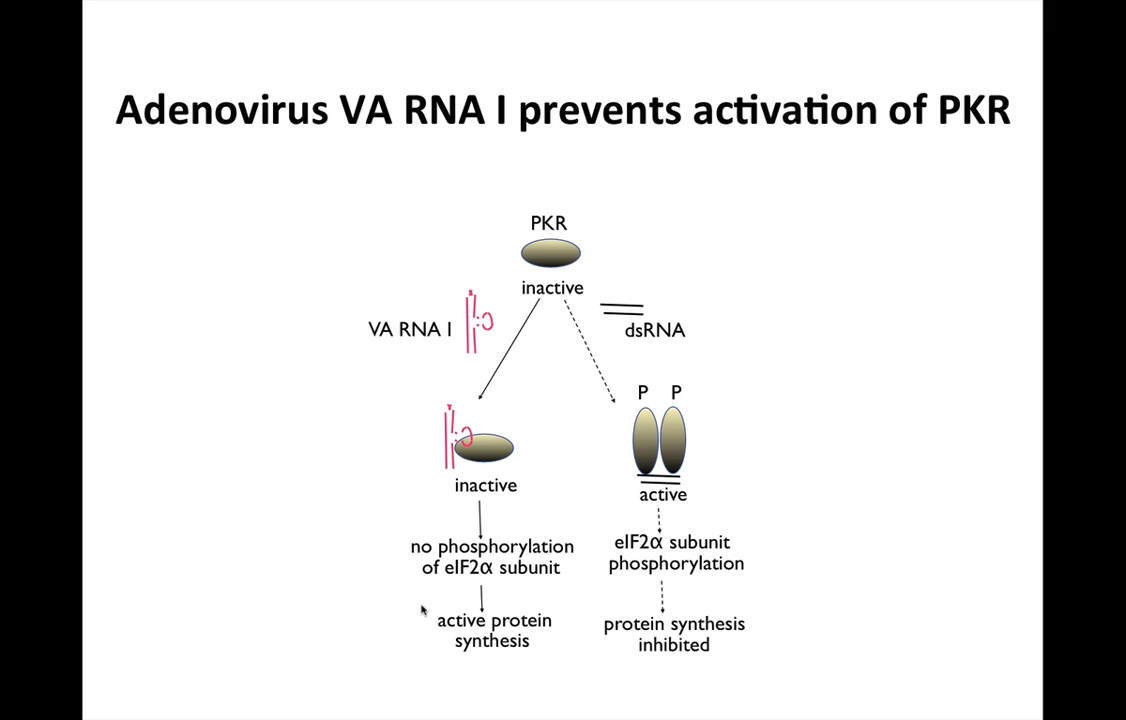 Adenovirus VA RNA I prevents activation of PKR
PKR
inactive
VA RNA I
dsRNA
P P
inactive
active
no phosphorylation
of eIF2α subunit
eIF2α subunit
phosphorylation
active protein
synthesis
protein synthesis
inhibited